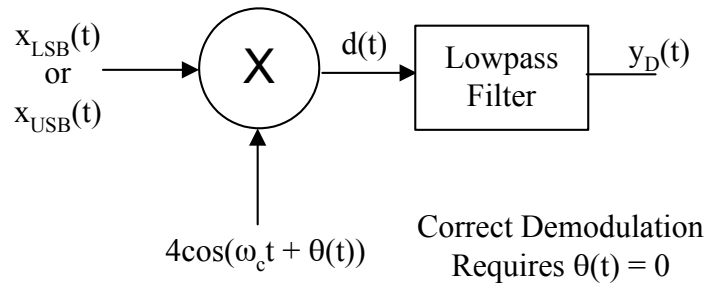 x_LSB(t)
or
x_USB(t)
X
d(t)
Lowpass
Filter
y_D(t)
4cos(ω_c t + θ(t))
Correct Demodulation
Requires θ(t) = 0